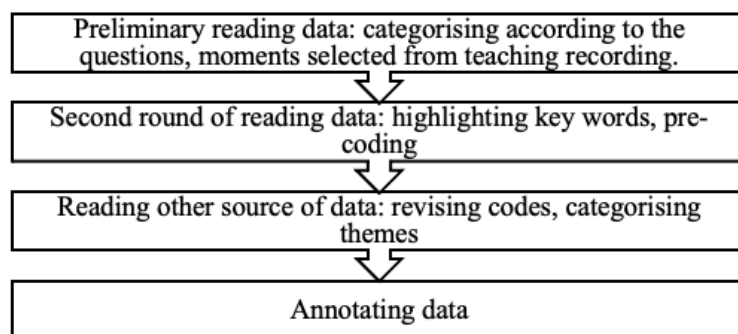 Preliminary reading data: categorising according to the
questions, moments selected from teaching recording.
Second round of reading data: highlighting key words, pre-
coding
Reading other source of data: revising codes, categorising
themes
Annotating data